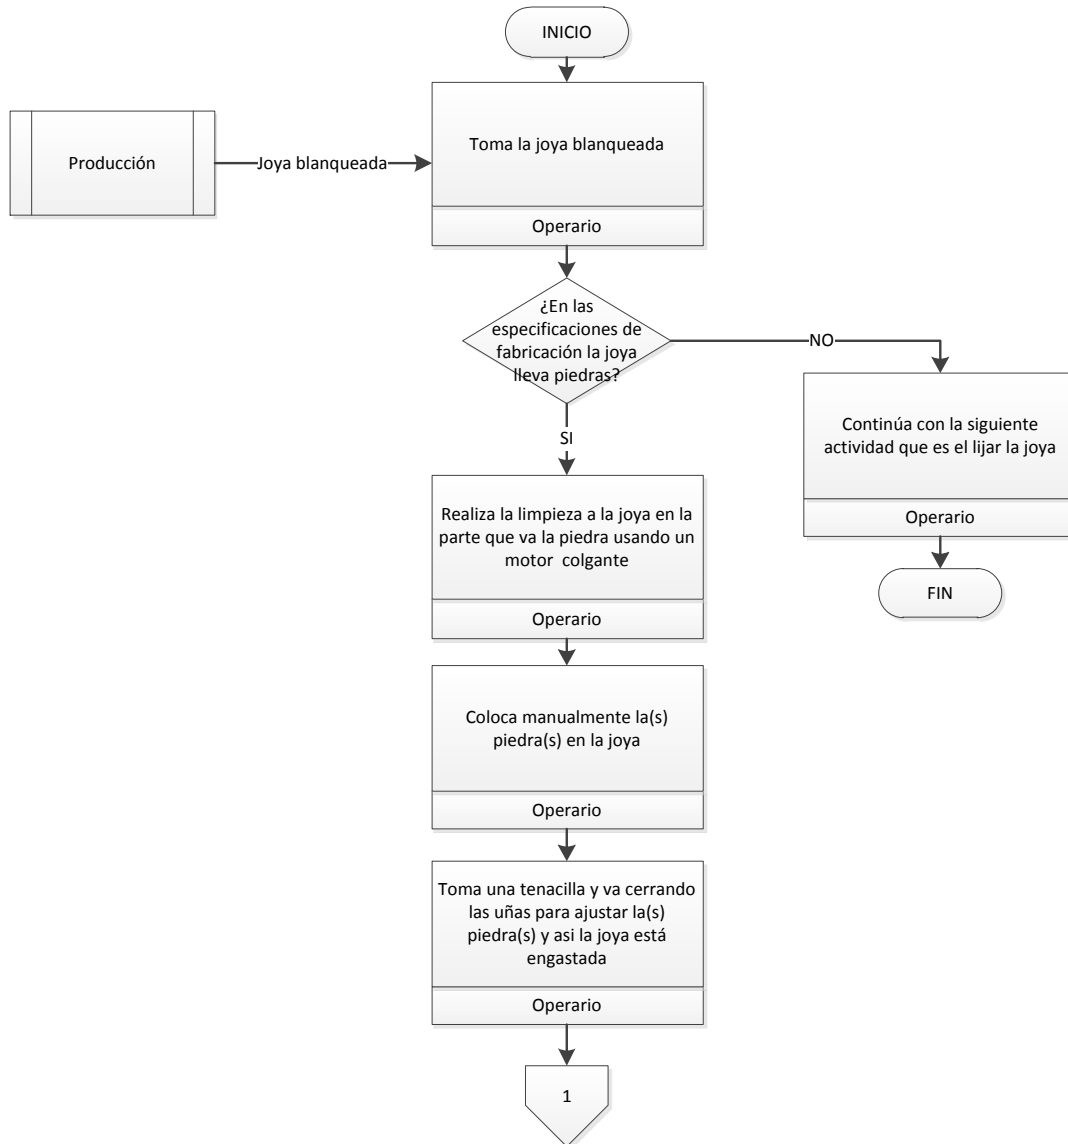 INICIO
Producción
Joya blanqueada
Toma la joya blanqueada
Operario
¿En las
especificaciones de
fabricación la joya
lleva piedras?
NO
SI
Continúa con la siguiente
actividad que es el lijar la joya
Operario
FIN
Realiza la limpieza a la joya en la
parte que va la piedra usando un
motor colgante
Operario
Coloca manualmente la(s)
piedra(s) en la joya
Operario
Toma una tenacilla y va cerrando
las uñas para ajustar la(s)
piedra(s) y asi la joya está
engastada
Operario
1